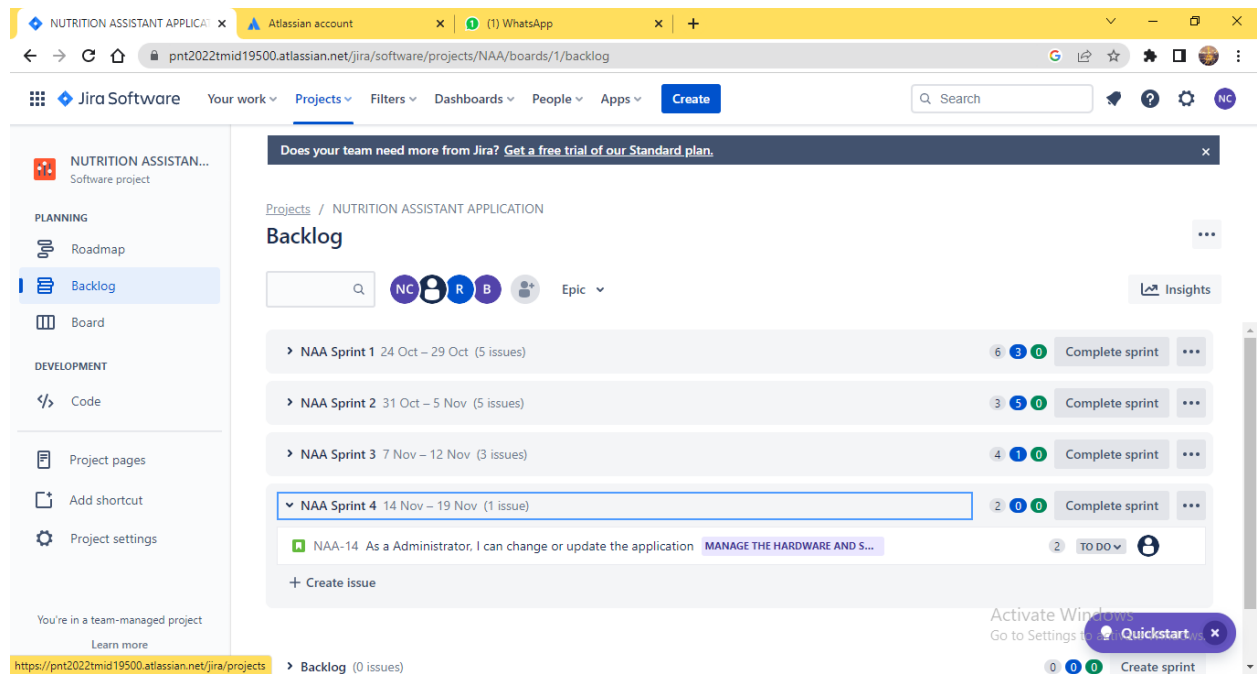 NUTRITION ASSISTANT APPLICAT
Atlassian account
(1) WhatsApp
pnt2022tmid19500.atlassian.net/jira/software/projects/NAA/boards/1/backlog
Jira Software Your work Projects Filters Dashboards People Apps Create Search NC
Does your team need more from Jira? Get a free trial of our Standard plan.
NUTRITION ASSISTAN...
Software project
PLANNING
Roadmap
Backlog
Board
DEVELOPMENT
Code
Project pages
Add shortcut
Project settings
You're in a team-managed project
Learn more
https://pnt2022tmid19500.atlassian.net/jira/projects
Projects / NUTRITION ASSISTANT APPLICATION
Backlog
NC R B Epic Insights
NAA Sprint 1 24 Oct – 29 Oct (5 issues) 6 3 0 Complete sprint
NAA Sprint 2 31 Oct – 5 Nov (5 issues) 3 5 0 Complete sprint
NAA Sprint 3 7 Nov – 12 Nov (3 issues) 4 1 0 Complete sprint
NAA Sprint 4 14 Nov – 19 Nov (1 issue) 2 0 0 Complete sprint
NAA-14 As a Administrator, I can change or update the application MANAGE THE HARDWARE AND S... 2 TO DO
+ Create issue
Activate Windows
Go to Settings to
Quickstart
Backlog (0 issues) 0 0 0 Create sprint